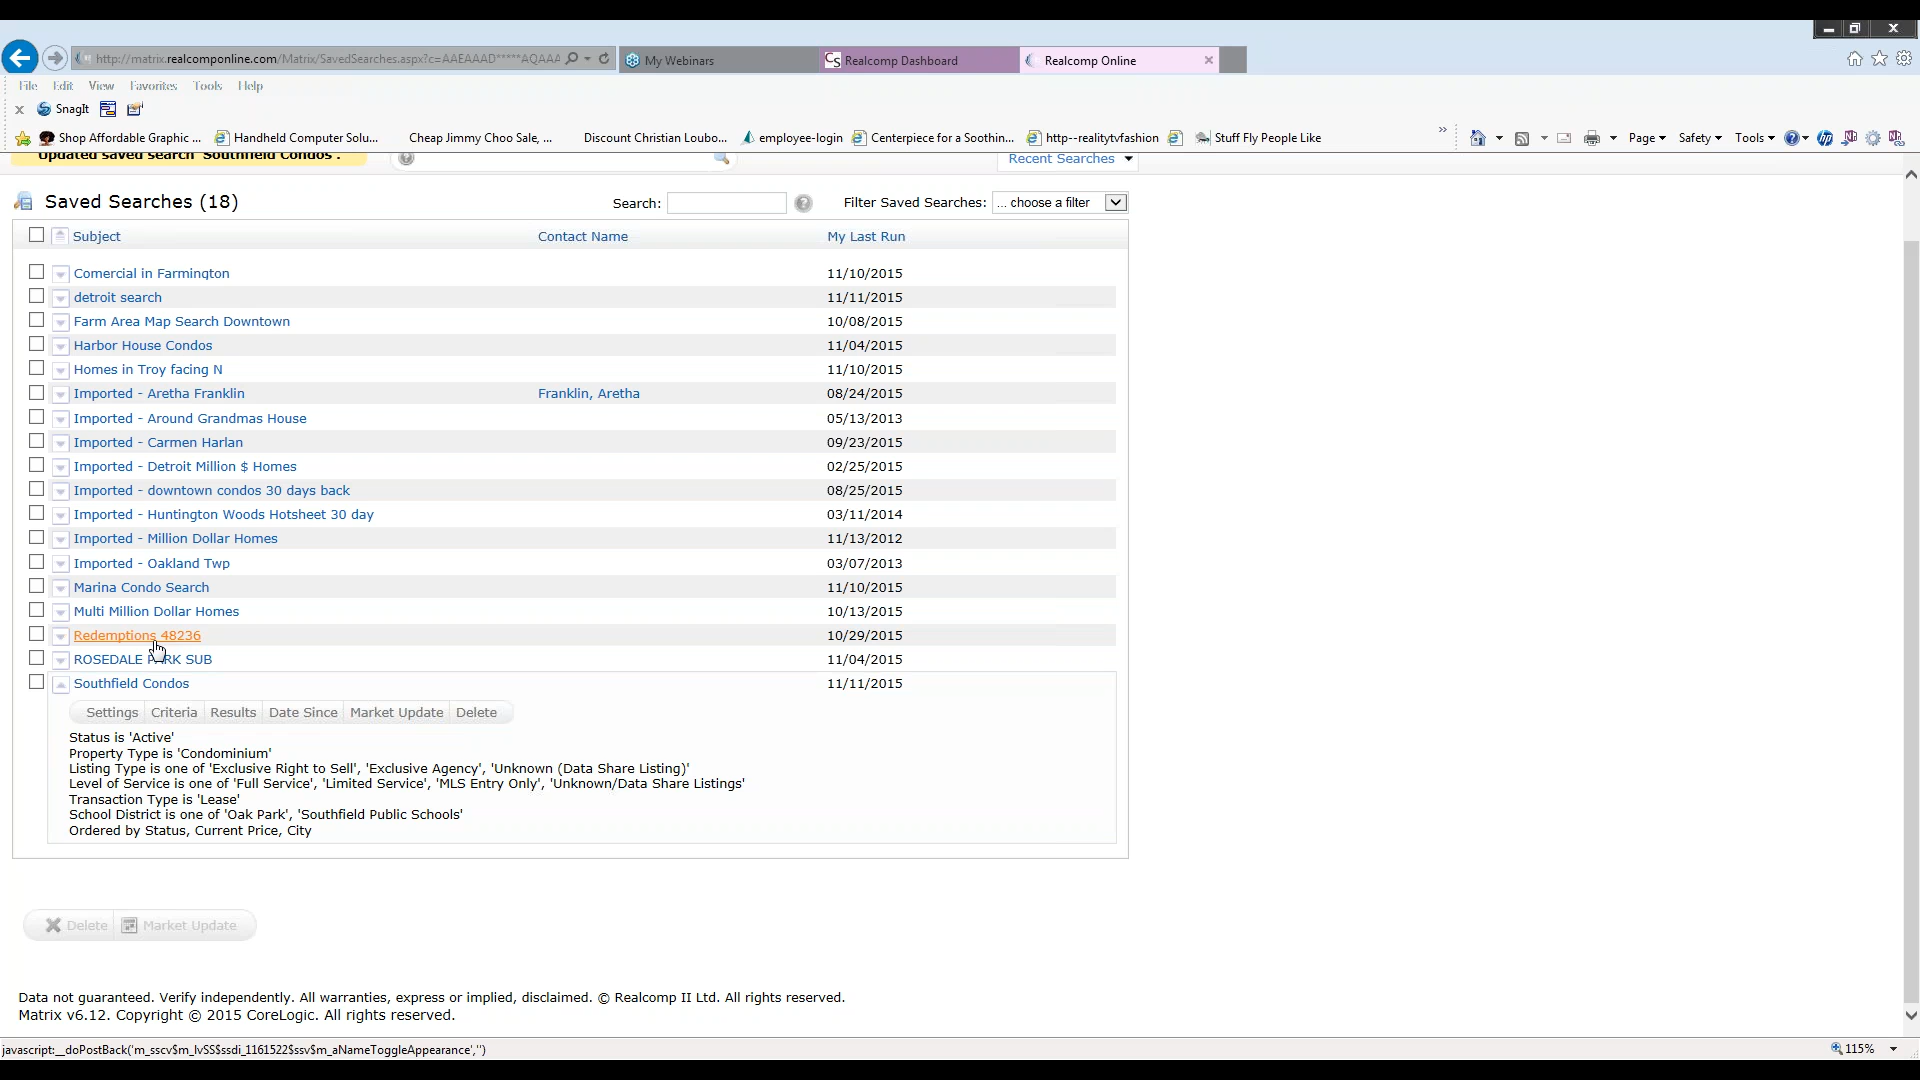 http://matrix.realcomponline.com/Matrix/SavedSearches.aspx?c=AAEAAAD*****AQAAA
My Webinars
CS Realcomp Dashboard
Realcomp Online
File Edit View Favorites Tools Help
SnagIt
Shop Affordable Graphic ...
Handheld Computer Solu...
Cheap Jimmy Choo Sale, ...
Discount Christian Loubo...
employee-login
Centerpiece for a Soothin...
http--realitytvfashion
Stuff Fly People Like
Page
Safety
Tools
Updated saved search 'Southfield Condos'.
Recent Searches
Saved Searches (18)
Search:
Filter Saved Searches: ... choose a filter
Subject Contact Name My Last Run
Comercial in Farmington 11/10/2015
detroit search 11/11/2015
Farm Area Map Search Downtown 10/08/2015
Harbor House Condos 11/04/2015
Homes in Troy facing N 11/10/2015
Imported - Aretha Franklin Franklin, Aretha 08/24/2015
Imported - Around Grandmas House 05/13/2013
Imported - Carmen Harlan 09/23/2015
Imported - Detroit Million $ Homes 02/25/2015
Imported - downtown condos 30 days back 08/25/2015
Imported - Huntington Woods Hotsheet 30 day 03/11/2014
Imported - Million Dollar Homes 11/13/2012
Imported - Oakland Twp 03/07/2013
Marina Condo Search 11/10/2015
Multi Million Dollar Homes 10/13/2015
Redemptions 48236 10/29/2015
ROSEDALE PARK SUB 11/04/2015
Southfield Condos 11/11/2015
Settings Criteria Results Date Since Market Update Delete
Status is 'Active'
Property Type is 'Condominium'
Listing Type is one of 'Exclusive Right to Sell', 'Exclusive Agency', 'Unknown (Data Share Listing)'
Level of Service is one of 'Full Service', 'Limited Service', 'MLS Entry Only', 'Unknown/Data Share Listings'
Transaction Type is 'Lease'
School District is one of 'Oak Park', 'Southfield Public Schools'
Ordered by Status, Current Price, City
Delete Market Update
Data not guaranteed. Verify independently. All warranties, express or implied, disclaimed. © Realcomp II Ltd. All rights reserved.
Matrix v6.12. Copyright © 2015 CoreLogic. All rights reserved.
javascript:__doPostBack('m_sscv$m_lvSS$ssdi_1161522$ssv$m_aNameToggleAppearance','')
115%